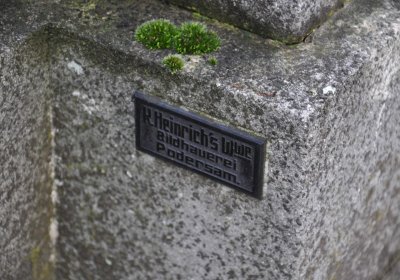 K. Heinrich's Wwe
Bildhauerei
Podersam.